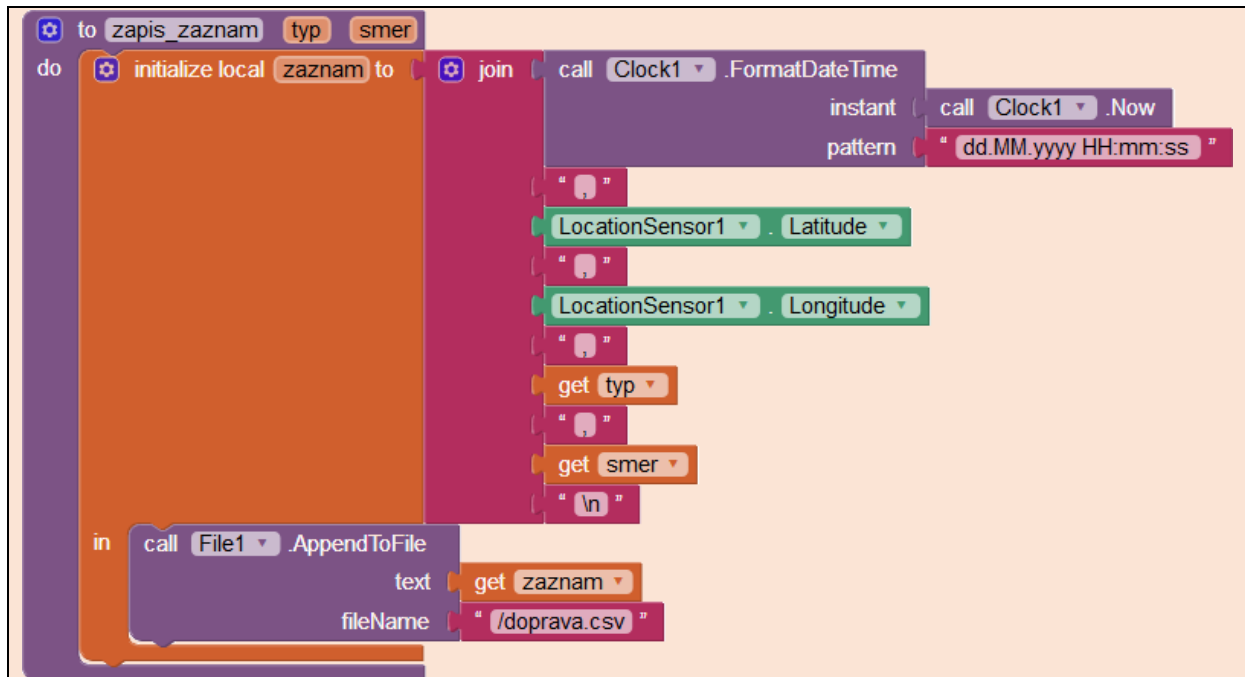 to zapis_zaznam typ smer
do initialize local zaznam to join call Clock1 .FormatDateTime
instant call Clock1 .Now
pattern " dd.MM.yyyy HH:mm:ss "
" , "
LocationSensor1 . Latitude
" , "
LocationSensor1 . Longitude
" , "
get typ
" , "
get smer
" \n "
in call File1 .AppendToFile
text get zaznam
fileName " /doprava.csv "